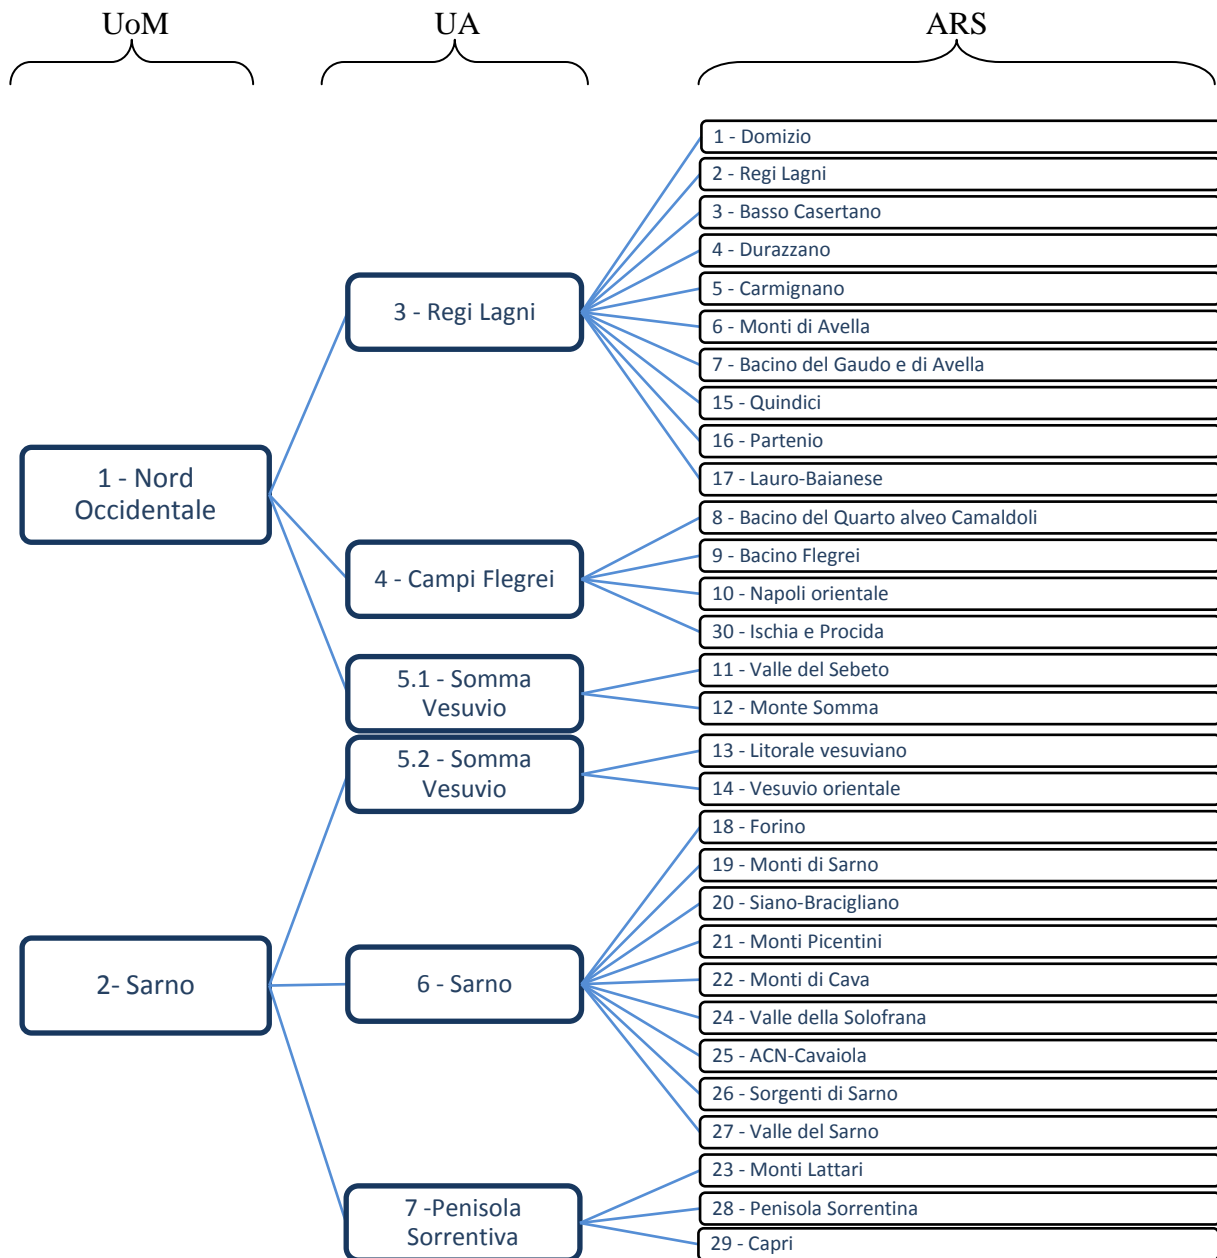 UoM
UA
ARS
1 - Nord
Occidentale
2- Sarno
3 - Regi Lagni
4 - Campi Flegrei
5.1 - Somma
Vesuvio
5.2 - Somma
Vesuvio
6 - Sarno
7 -Penisola
Sorrentiva
1 - Domizio
2 - Regi Lagni
3 - Basso Casertano
4 - Durazzano
5 - Carmignano
6 - Monti di Avella
7 - Bacino del Gaudo e di Avella
15 - Quindici
16 - Partenio
17 - Lauro-Baianese
8 - Bacino del Quarto alveo Camaldoli
9 - Bacino Flegrei
10 - Napoli orientale
30 - Ischia e Procida
11 - Valle del Sebeto
12 - Monte Somma
13 - Litorale vesuviano
14 - Vesuvio orientale
18 - Forino
19 - Monti di Sarno
20 - Siano-Bracigliano
21 - Monti Picentini
22 - Monti di Cava
24 - Valle della Solofrana
25 - ACN-Cavaiola
26 - Sorgenti di Sarno
27 - Valle del Sarno
23 - Monti Lattari
28 - Penisola Sorrentina
29 - Capri